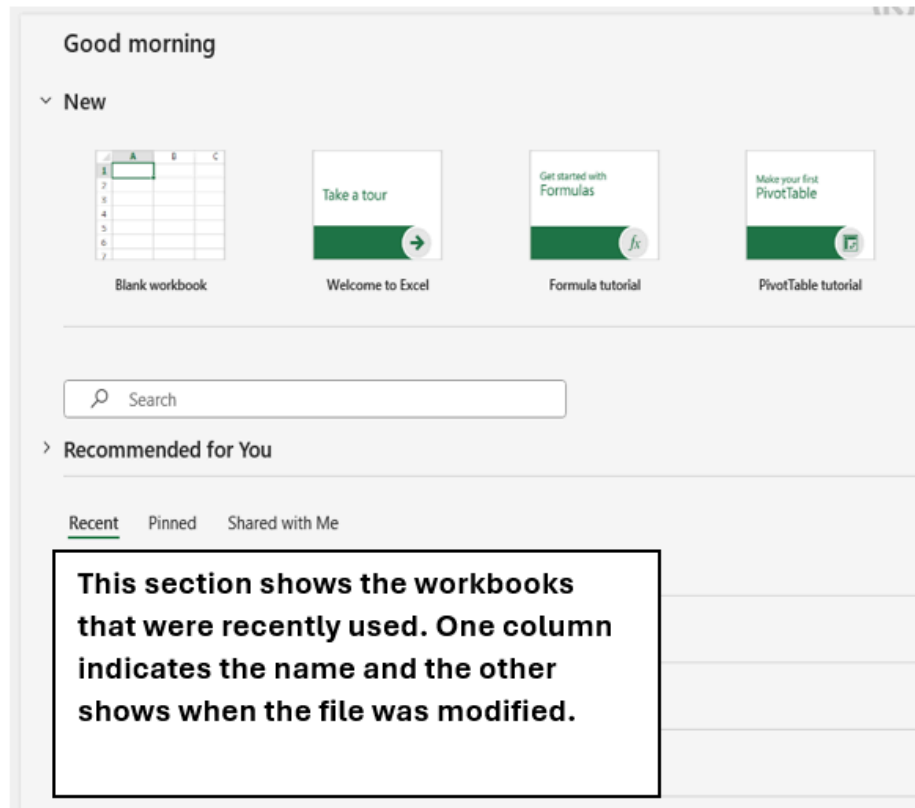 Good morning
New
A B C
1
2
3
4
5
6
7
Blank workbook
Take a tour
Welcome to Excel
Get started with
Formulas
fx
Formula tutorial
Make your first
PivotTable
PivotTable tutorial
Search
Recommended for You
Recent Pinned Shared with Me
This section shows the workbooks
that were recently used. One column
indicates the name and the other
shows when the file was modified.